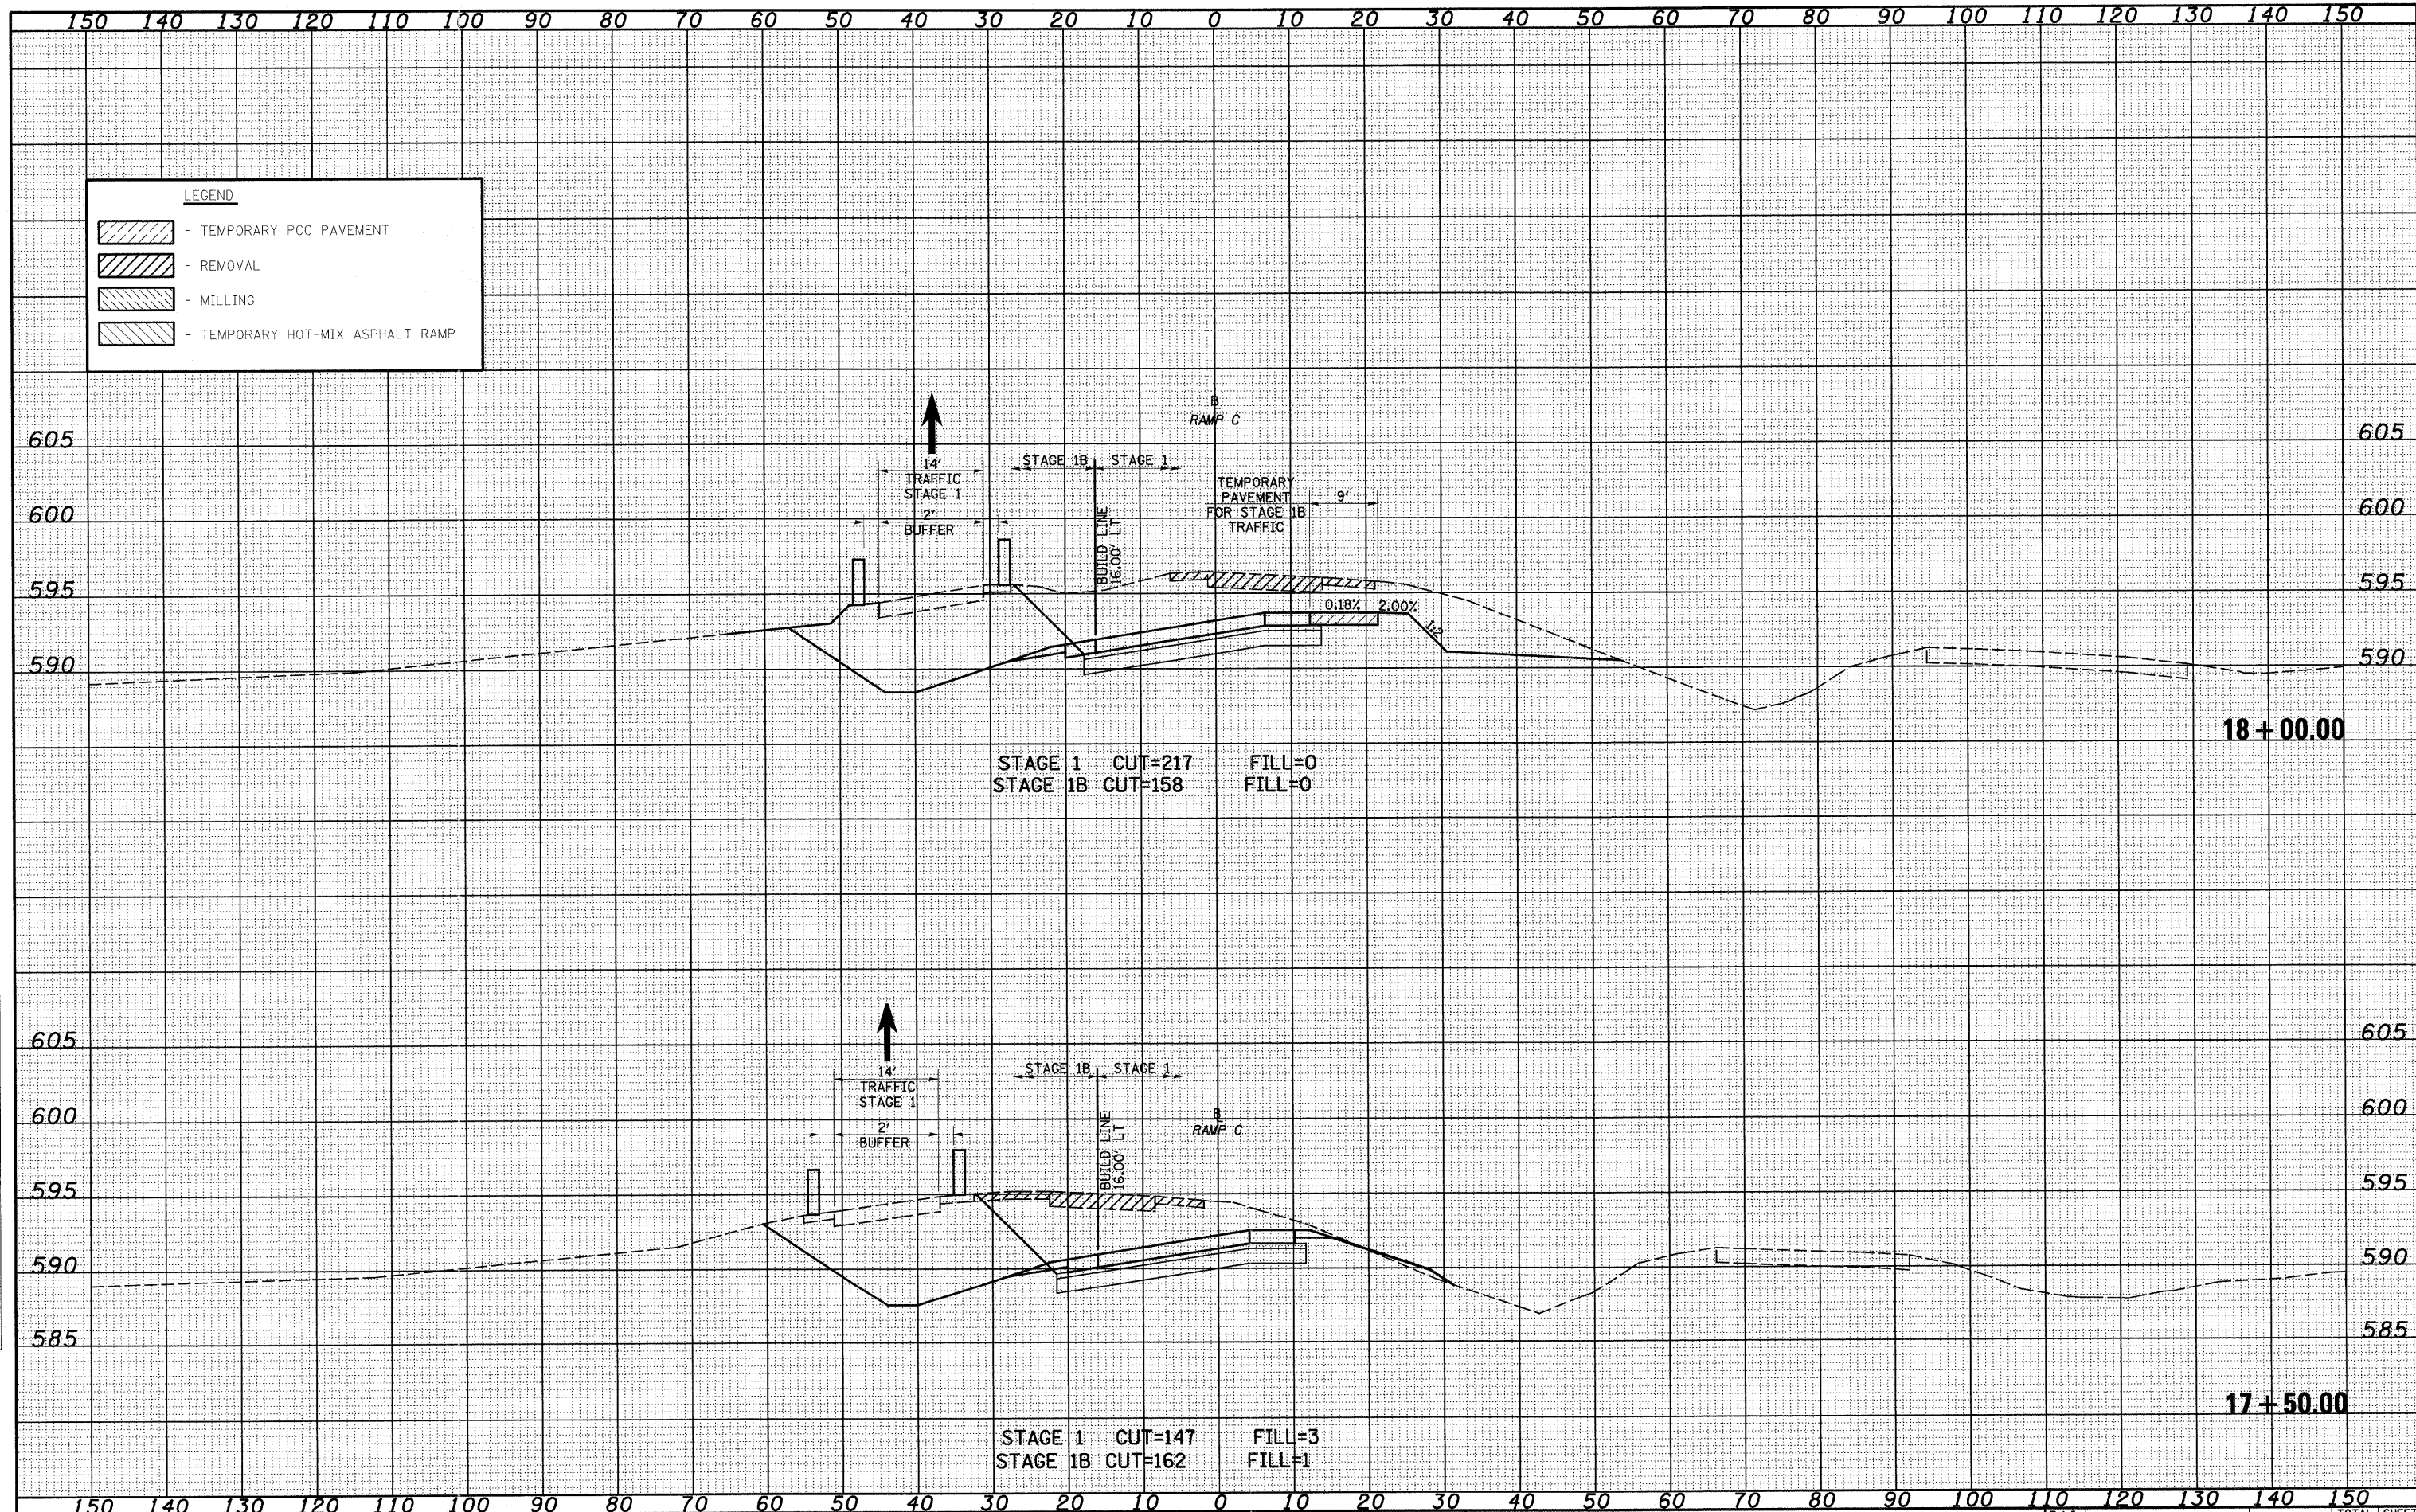 150 140 130 120 110 100 90 80 70 60 50 40 30 20 10 0 10 20 30 40 50 60 70 80 90 100 110 120 130 140 150
LEGEND
- TEMPORARY PCC PAVEMENT
- REMOVAL
- MILLING
- TEMPORARY HOT-MIX ASPHALT RAMP
B
RAMP C
605 605
14'
TRAFFIC
STAGE 1
STAGE 1B STAGE 1
TEMPORARY
PAVEMENT
FOR STAGE 1B
TRAFFIC
9'
600 600
2'
BUFFER
BUILD LINE
16.00' LT
595 595
0.18% 2.00%
1:2
590 590
18+00.00
STAGE 1 CUT=217 FILL=0
STAGE 1B CUT=158 FILL=0
605 605
14'
TRAFFIC
STAGE 1
STAGE 1B STAGE 1
600 600
B
RAMP C
2'
BUFFER
BUILD LINE
16.00' LT
595 595
590 590
585 585
17+50.00
STAGE 1 CUT=147 FILL=3
STAGE 1B CUT=162 FILL=1
150 140 130 120 110 100 90 80 70 60 50 40 30 20 10 0 10 20 30 40 50 60 70 80 90 100 110 120 130 140 150
TOTAL SHEET